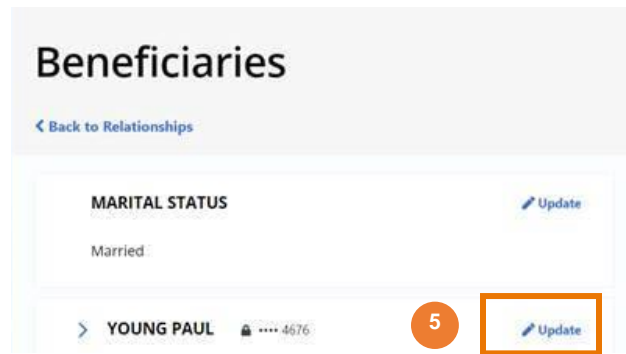 Beneficiaries
Back to Relationships
MARITAL STATUS Update
Married
YOUNG PAUL •••• 4676 5 Update